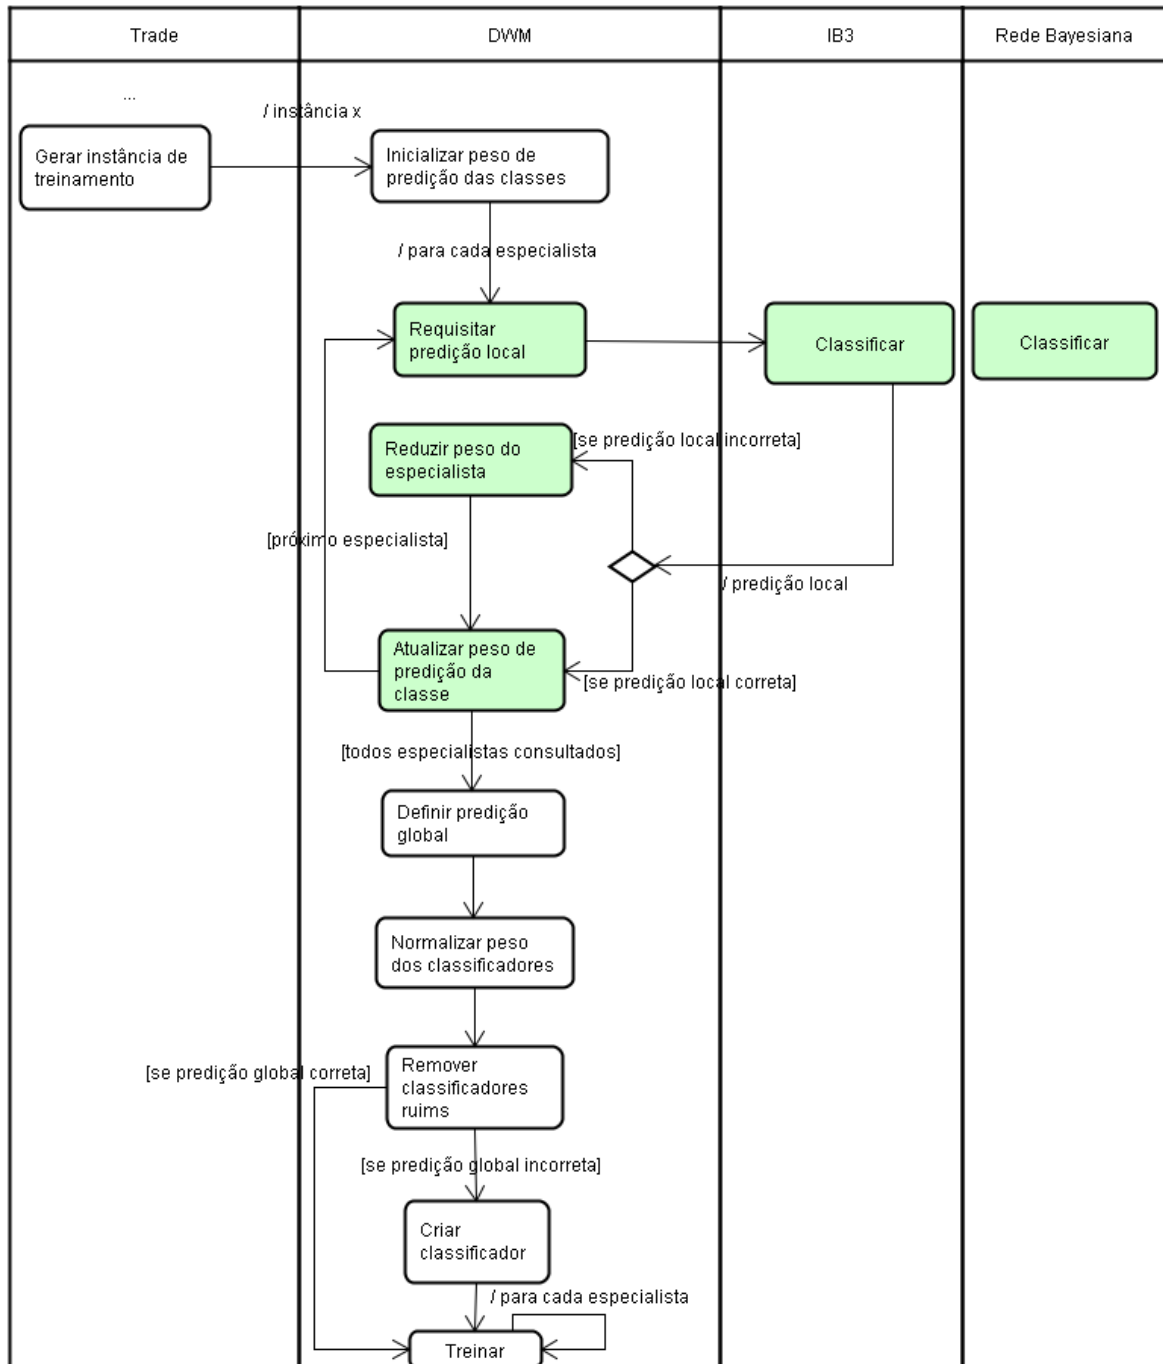 Trade
DWM
IB3
Rede Bayesiana
...
/ instância x
Gerar instância de
treinamento
Inicializar peso de
predição das classes
/ para cada especialista
Requisitar
predição local
Classificar
Classificar
Reduzir peso do
especialista
[se predição local incorreta]
[próximo especialista]
/ predição local
Atualizar peso de
predição da
classe
[se predição local correta]
[todos especialistas consultados]
Definir predição
global
Normalizar peso
dos classificadores
[se predição global correta]
Remover
classificadores
ruims
[se predição global incorreta]
Criar
classificador
/ para cada especialista
Treinar